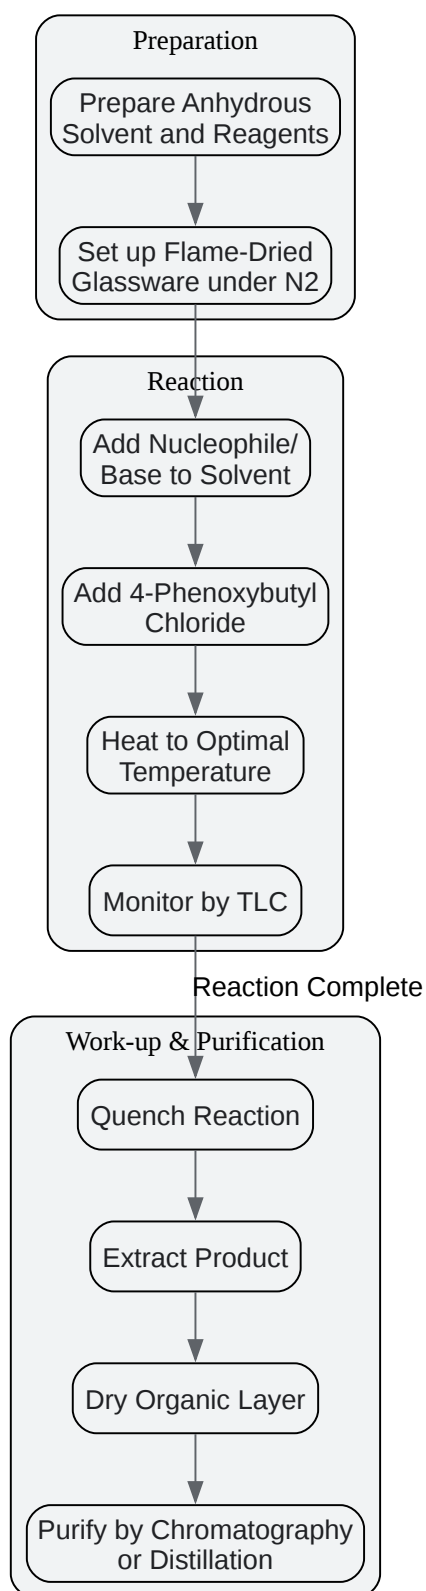 Preparation
Prepare Anhydrous
Solvent and Reagents
Set up Flame-Dried
Glassware under N2
Reaction
Add Nucleophile/
Base to Solvent
Add 4-Phenoxybutyl
Chloride
Heat to Optimal
Temperature
Monitor by TLC
Reaction Complete
Work-up & Purification
Quench Reaction
Extract Product
Dry Organic Layer
Purify by Chromatography
or Distillation